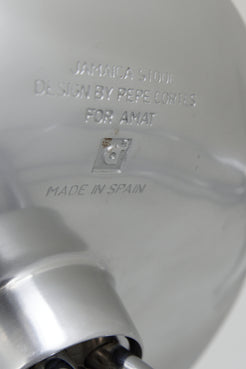 JAMAICA STOOL
DESIGN BY PEPE CORTES
FOR AMAT
MADE IN SPAIN